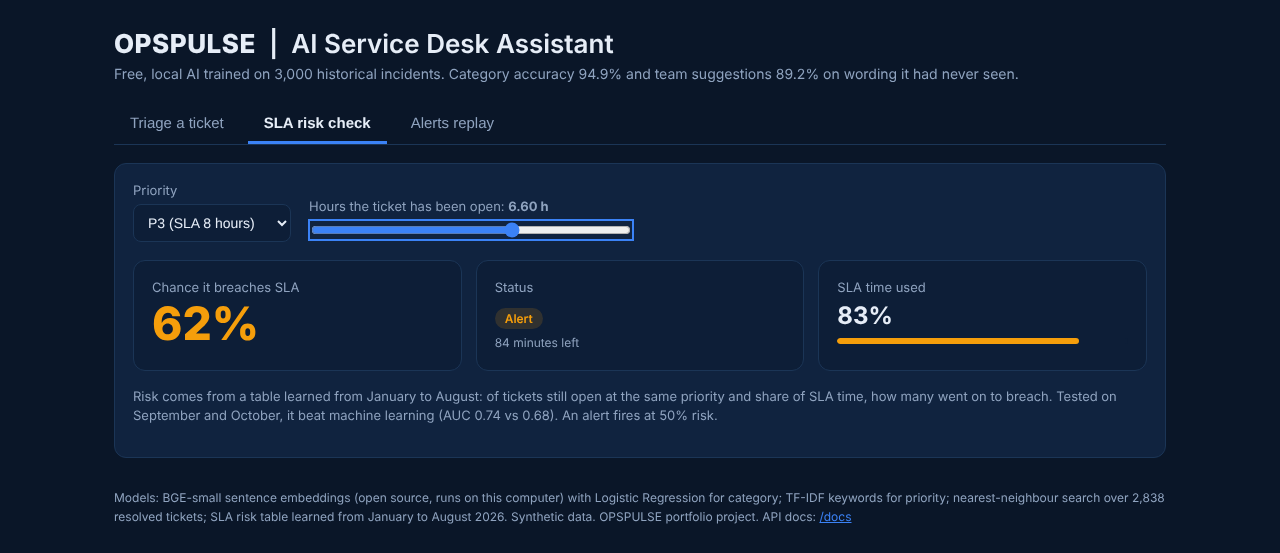 OPSPULSE | AI Service Desk Assistant
Free, local AI trained on 3,000 historical incidents. Category accuracy 94.9% and team suggestions 89.2% on wording it had never seen.
Triage a ticket SLA risk check Alerts replay
Priority
P3 (SLA 8 hours)
Hours the ticket has been open: 6.60 h
Chance it breaches SLA
62%
Status
Alert
84 minutes left
SLA time used
83%
Risk comes from a table learned from January to August: of tickets still open at the same priority and share of SLA time, how many went on to breach. Tested on
September and October, it beat machine learning (AUC 0.74 vs 0.68). An alert fires at 50% risk.
Models: BGE-small sentence embeddings (open source, runs on this computer) with Logistic Regression for category; TF-IDF keywords for priority; nearest-neighbour search over 2,838
resolved tickets; SLA risk table learned from January to August 2026. Synthetic data. OPSPULSE portfolio project. API docs: /docs